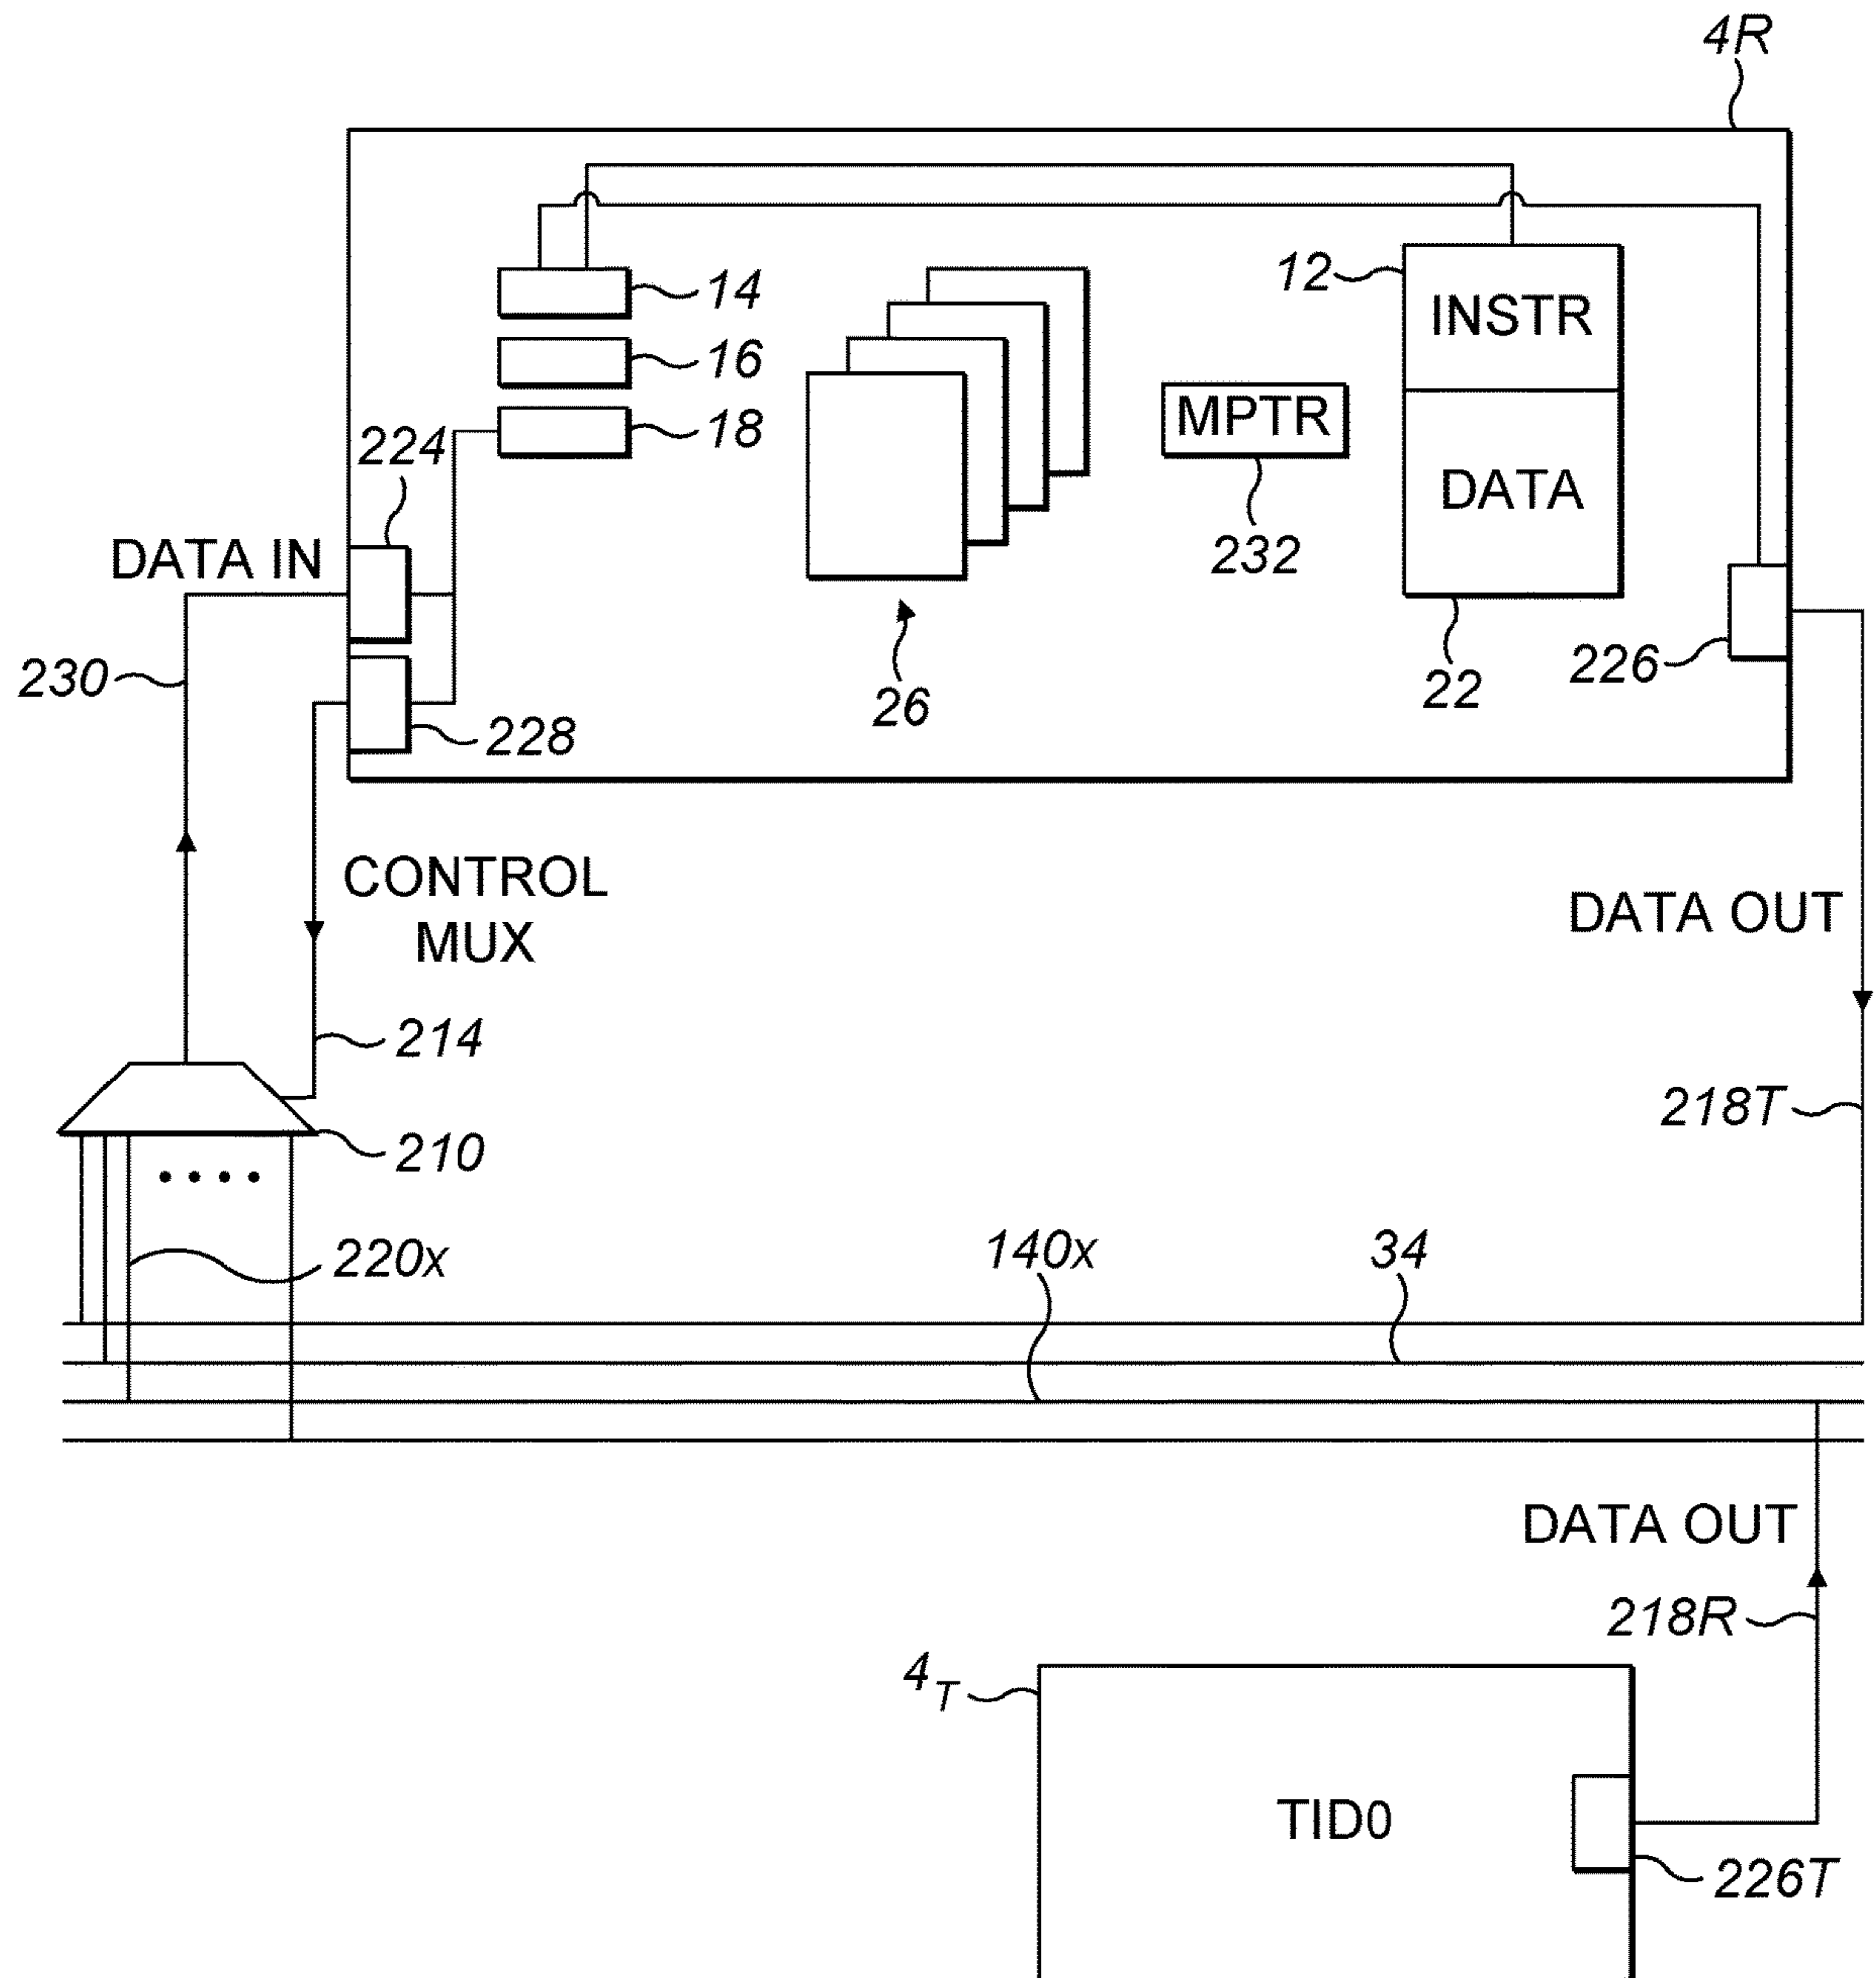 4R
12
INSTR
14
16
18
MPTR
DATA
224
DATA IN
232
230
228
26
22
226
CONTROL
MUX
DATA OUT
214
218T
210
220x
140x
34
DATA OUT
218R
4T
TID0
226T